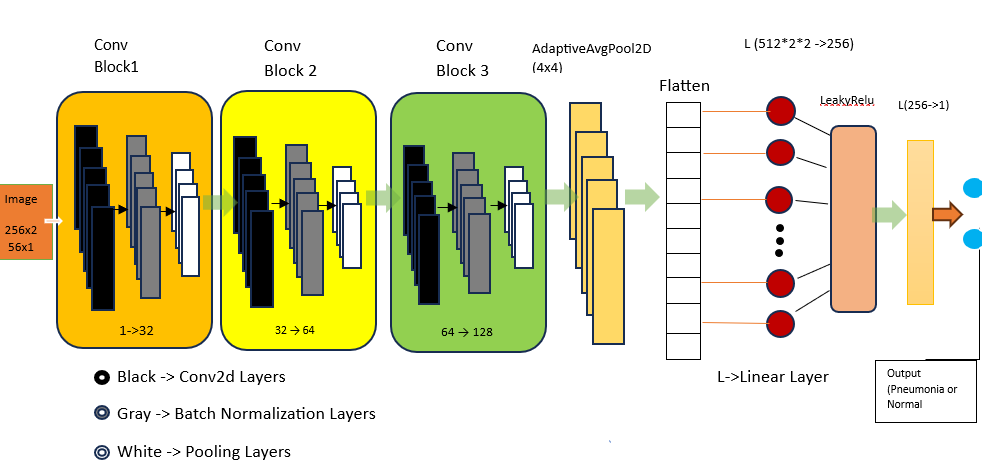 Conv
Block1
Conv
Block 2
Conv
Block 3
AdaptiveAvgPool2D
(4x4)
L (512*2*2 ->256)
Flatten
LeakyRelu
L(256->1)
Image
256x2
56x1
1->32
32 → 64
64 → 128
L->Linear Layer
Output
(Pneumonia or
Normal
Black -> Conv2d Layers
Gray -> Batch Normalization Layers
White -> Pooling Layers